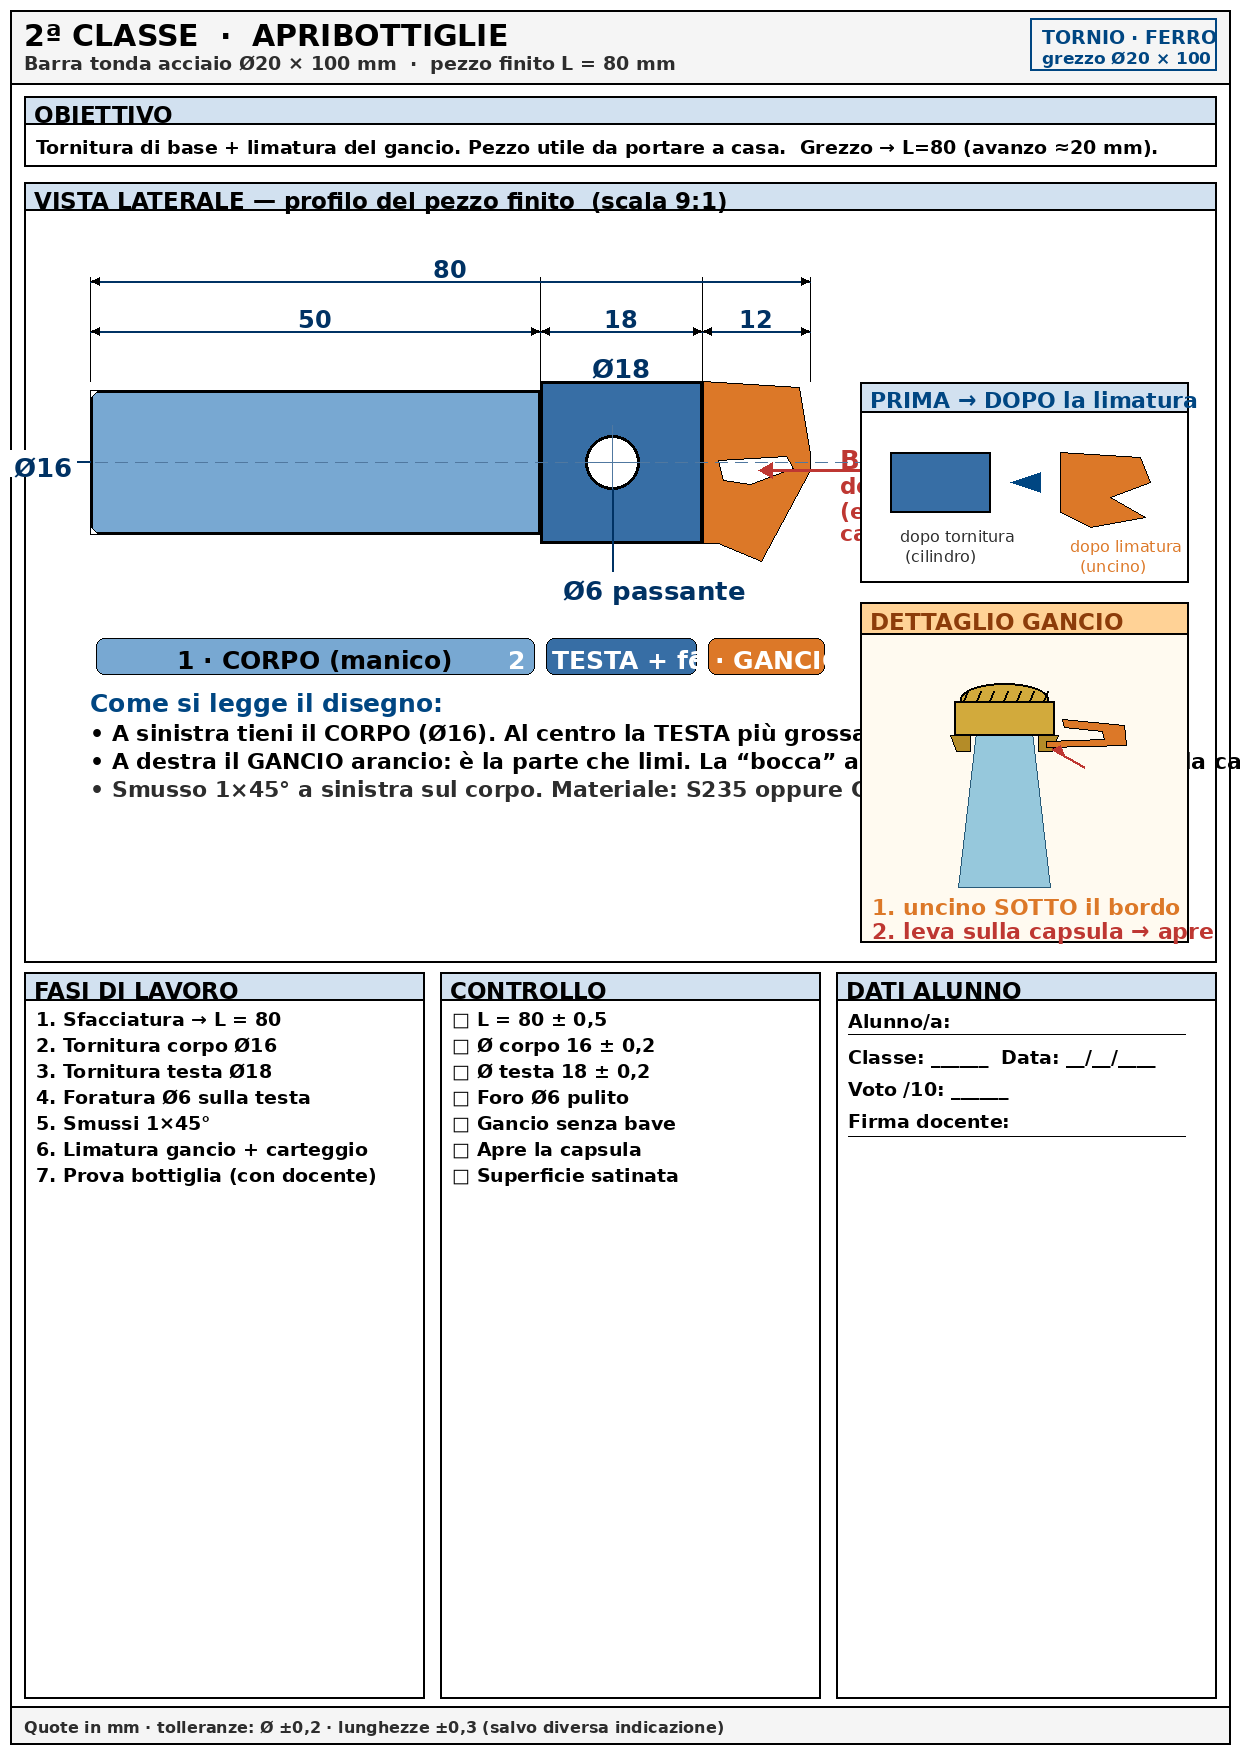 2ª CLASSE · APRIBOTTIGLIE
Barra tonda acciaio Ø20 × 100 mm · pezzo finito L = 80 mm
TORNIO · FERRO
grezzo Ø20 × 100
OBIETTIVO
Tornitura di base + limatura del gancio. Pezzo utile da portare a casa. Grezzo → L=80 (avanzo ≈20 mm).
VISTA LATERALE — profilo del pezzo finito (scala 9:1)
80
50
18
12
Ø18
Ø16
Ø6 passante
1 · CORPO (manico)
2
TESTA + f
· GANCI
Come si legge il disegno:
• A sinistra tieni il CORPO (Ø16). Al centro la TESTA più grossa
• A destra il GANCIO arancio: è la parte che limi. La “bocca” a
• Smusso 1×45° a sinistra sul corpo. Materiale: S235 oppure
PRIMA → DOPO la limatura
dopo tornitura
(cilindro)
dopo limatura
(uncino)
DETTAGLIO GANCIO
1. uncino SOTTO il bordo
2. leva sulla capsula → apre
FASI DI LAVORO
1. Sfacciatura → L = 80
2. Tornitura corpo Ø16
3. Tornitura testa Ø18
4. Foratura Ø6 sulla testa
5. Smussi 1×45°
6. Limatura gancio + carteggio
7. Prova bottiglia (con docente)
CONTROLLO
□ L = 80 ± 0,5
□ Ø corpo 16 ± 0,2
□ Ø testa 18 ± 0,2
□ Foro Ø6 pulito
□ Gancio senza bave
□ Apre la capsula
□ Superficie satinata
DATI ALUNNO
Alunno/a:
Classe: ______ Data: __/__/____
Voto /10: ______
Firma docente:
Quote in mm · tolleranze: Ø ±0,2 · lunghezze ±0,3 (salvo diversa indicazione)